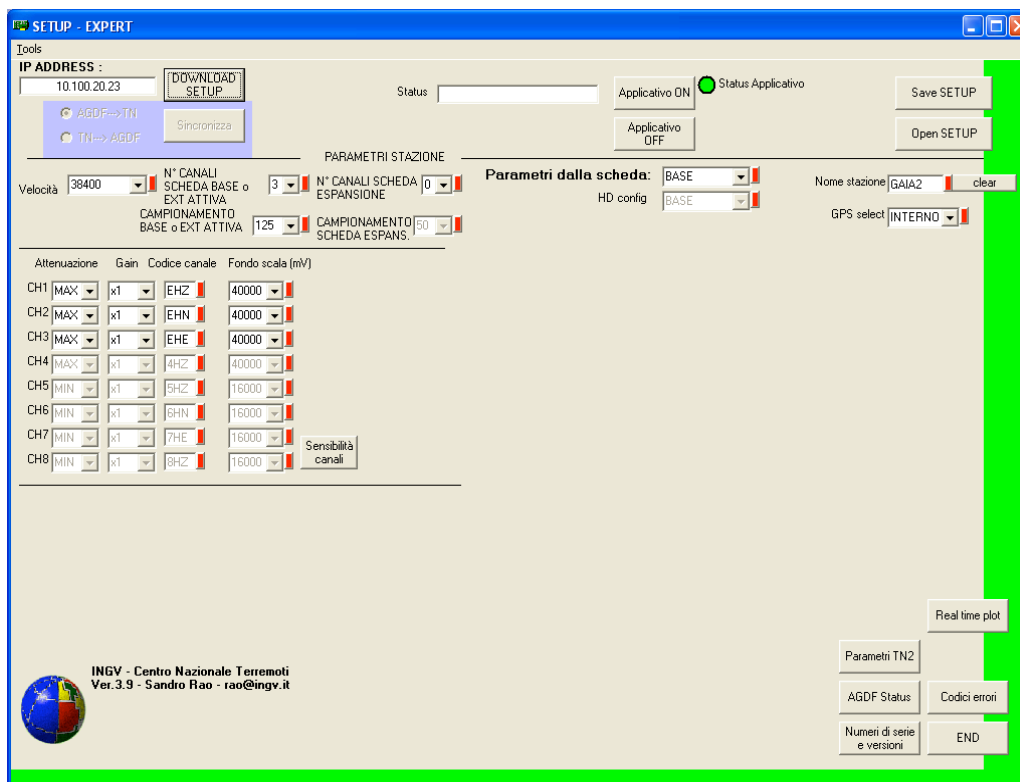 SETUP - EXPERT
Tools
IP ADDRESS :
10.100.20.23
DOWNLOAD
SETUP
Status
Applicativo ON
Status Applicativo
Save SETUP
AGDF-->TN
TN--> AGDF
Sincronizza
Applicativo
OFF
Open SETUP
PARAMETRI STAZIONE
Velocità
38400
N° CANALI
SCHEDA BASE o
EXT ATTIVA
3
N° CANALI SCHEDA
ESPANSIONE
0
CAMPIONAMENTO
BASE o EXT ATTIVA
125
CAMPIONAMENTO
SCHEDA ESPANS.
50
Parametri dalla scheda:
BASE
HD config
BASE
Nome stazione
GAIA2
clear
GPS select
INTERNO
Attenuazione Gain Codice canale Fondo scala (mV)
CH1 MAX x1 EHZ 40000
CH2 MAX x1 EHN 40000
CH3 MAX x1 EHE 40000
CH4 MAX x1 4HZ 40000
CH5 MIN x1 5HZ 16000
CH6 MIN x1 6HN 16000
CH7 MIN x1 7HE 16000
CH8 MIN x1 8HZ 16000
Sensibilità
canali
Real time plot
Parametri TN2
INGV - Centro Nazionale Terremoti
Ver.3.9 - Sandro Rao - rao@ingv.it
AGDF Status
Codici errori
Numeri di serie
e versioni
END